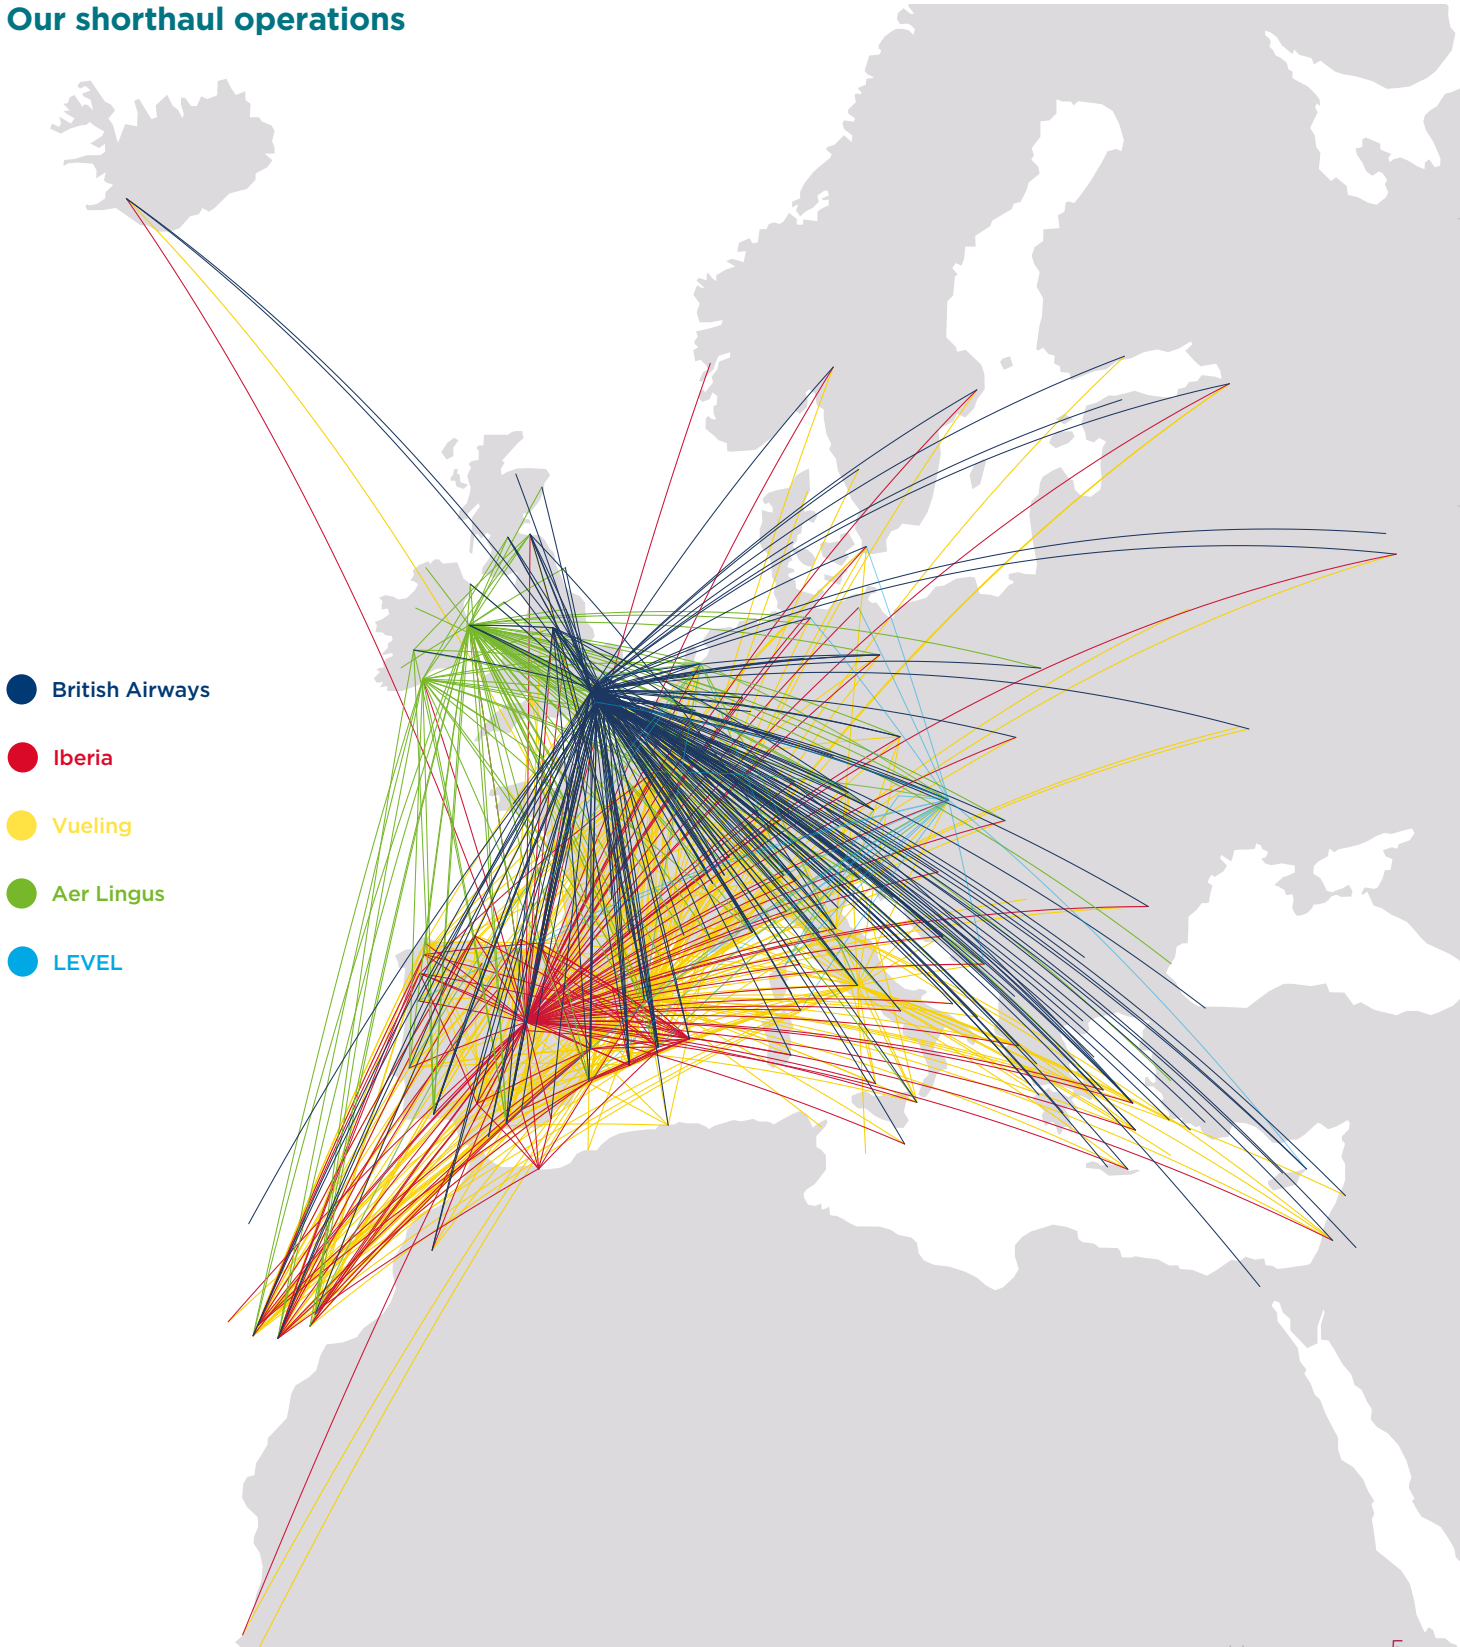 Our shorthaul operations
British Airways
Iberia
Vueling
Aer Lingus
LEVEL